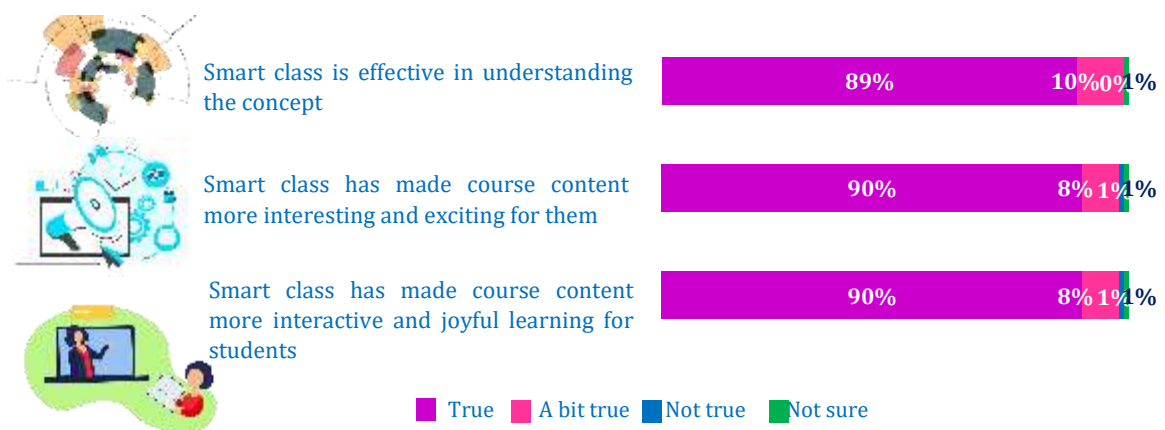 Smart class is effective in understanding
the concept
89% 10% 0% 1%
Smart class has made course content
more interesting and exciting for them
90% 8% 1% 1%
Smart class has made course content
more interactive and joyful learning for
students
90% 8% 1% 1%
True A bit true Not true Not sure